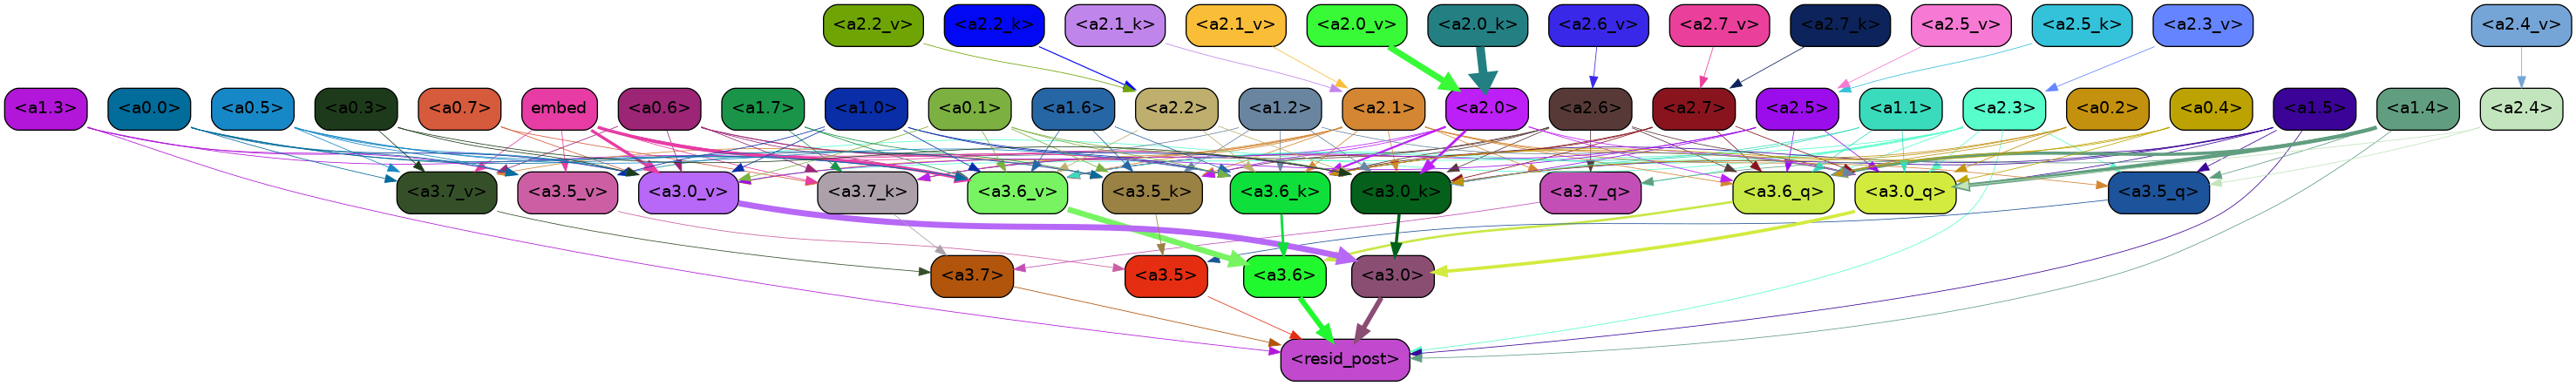 <a2.2_v> <a2.2_k> <a2.1_k> <a2.1_v> <a2.0_v> <a2.0_k> <a2.6_v> <a2.7_v> <a2.7_k> <a2.5_v> <a2.5_k> <a2.3_v> <a2.4_v>
<a1.3> <a0.0> <a0.5> <a0.3> <a0.7> embed <a0.6> <a1.7> <a1.0> <a0.1> <a1.6> <a2.2> <a1.2> <a2.1> <a2.0> <a2.6> <a2.7> <a2.5> <a1.1> <a2.3> <a0.2> <a0.4> <a1.5> <a1.4> <a2.4>
<a3.7_v> <a3.5_v> <a3.0_v> <a3.7_k> <a3.6_v> <a3.5_k> <a3.6_k> <a3.0_k> <a3.7_q> <a3.6_q> <a3.0_q> <a3.5_q>
<a3.7> <a3.5> <a3.6> <a3.0>
<resid_post>